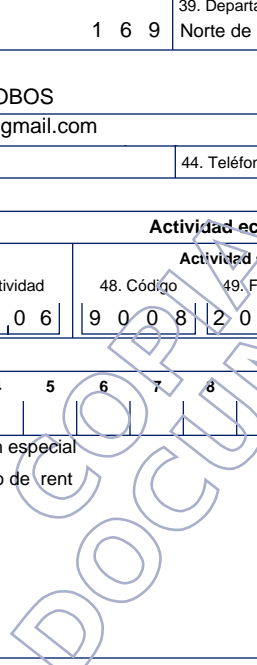 39. Departa
1 6 9 Norte de
OBOS
gmail.com
44. Teléfor
Actividad ec
Actividad
tividad 48. Código 49. F
0 6 9 0 0 8 2 0
5 6 7 8
n especial
o de rent
COPIA
DOCUM